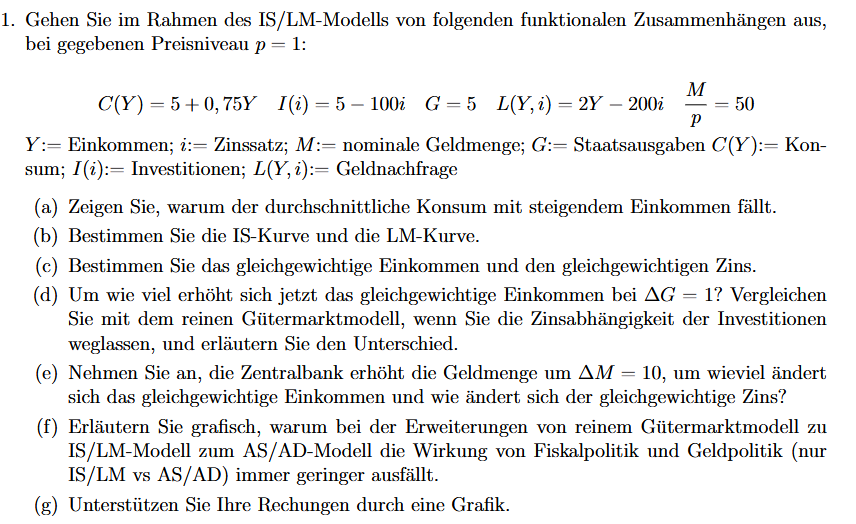 1. Gehen Sie im Rahmen des IS/LM-Modells von folgenden funktionalen Zusammenhängen aus,
bei gegebenen Preisniveau p = 1:
C(Y) = 5 + 0, 75Y I(i) = 5 − 100i G = 5 L(Y, i) = 2Y − 200i M/p = 50
Y:= Einkommen; i:= Zinssatz; M:= nominale Geldmenge; G:= Staatsausgaben C(Y):= Kon-
sum; I(i):= Investitionen; L(Y, i):= Geldnachfrage
(a) Zeigen Sie, warum der durchschnittliche Konsum mit steigendem Einkommen fällt.
(b) Bestimmen Sie die IS-Kurve und die LM-Kurve.
(c) Bestimmen Sie das gleichgewichtige Einkommen und den gleichgewichtigen Zins.
(d) Um wie viel erhöht sich jetzt das gleichgewichtige Einkommen bei ΔG = 1? Vergleichen
Sie mit dem reinen Gütermarktmodell, wenn Sie die Zinsabhängigkeit der Investitionen
weglassen, und erläutern Sie den Unterschied.
(e) Nehmen Sie an, die Zentralbank erhöht die Geldmenge um ΔM = 10, um wieviel ändert
sich das gleichgewichtige Einkommen und wie ändert sich der gleichgewichtige Zins?
(f) Erläutern Sie grafisch, warum bei der Erweiterungen von reinem Gütermarktmodell zu
IS/LM-Modell zum AS/AD-Modell die Wirkung von Fiskalpolitik und Geldpolitik (nur
IS/LM vs AS/AD) immer geringer ausfällt.
(g) Unterstützen Sie Ihre Rechungen durch eine Grafik.